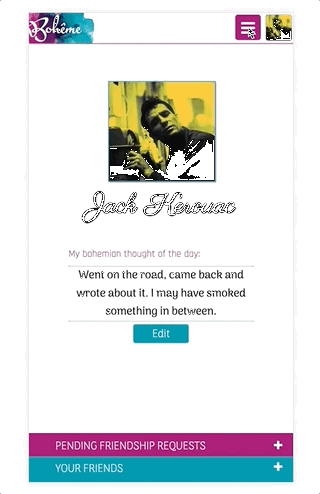 Bohême
Jack Kerouac
My bohemian thought of the day:
Went on the road, came back and
wrote about it. I may have smoked
something in between.
Edit
PENDING FRIENDSHIP REQUESTS +
YOUR FRIENDS +